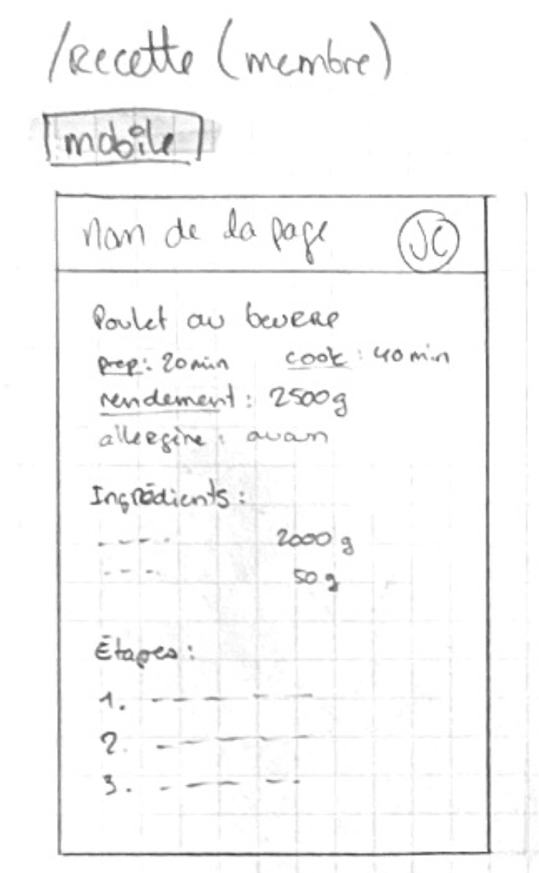 /Recette (membre)
mobile
nom de la page JC
Poulet au beurre
prep: 20min cook: 40min
rendement: 2500g
allergène: aucun
Ingrédients:
2000 g
50 g
Étapes:
1.
2.
3.